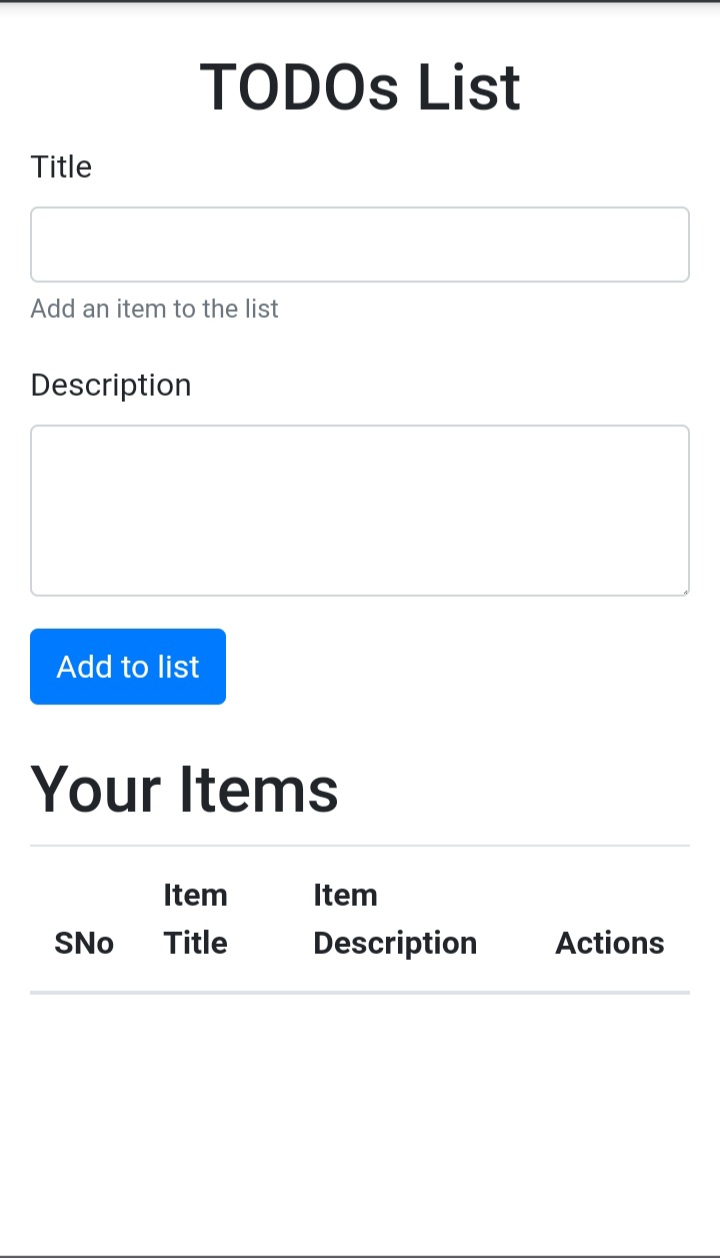 TODOs List
Title
Add an item to the list
Description
Add to list
Your Items
SNo
Item
Title
Item
Description
Actions